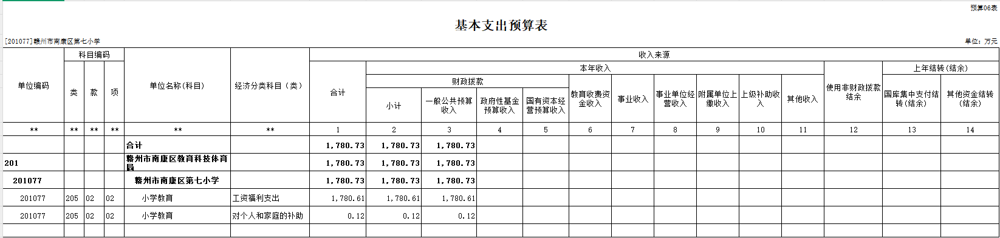 预算06表
基本支出预算表
[201077]赣州市南康区第七小学 单位：万元
单位编码 科目编码 单位名称(科目) 经济分类科目（类） 收入来源
类 款 项 合计 本年收入 使用非财政拨款结余 上年结转(结余)
财政拨款 教育收费资金收入 事业收入 事业单位经营收入 附属单位上缴收入 上级补助收入 其他收入 国库集中支付结转(结余) 其他资金结转(结余)
小计 一般公共预算收入 政府性基金预算收入 国有资本经营预算收入
** ** ** ** ** ** 1 2 3 4 5 6 7 8 9 10 11 12 13 14
合计 1,780.73 1,780.73 1,780.73
201 赣州市南康区教育科技体育局 1,780.73 1,780.73 1,780.73
201077 赣州市南康区第七小学 1,780.73 1,780.73 1,780.73
201077 205 02 02 小学教育 工资福利支出 1,780.61 1,780.61 1,780.61
201077 205 02 02 小学教育 对个人和家庭的补助 0.12 0.12 0.12